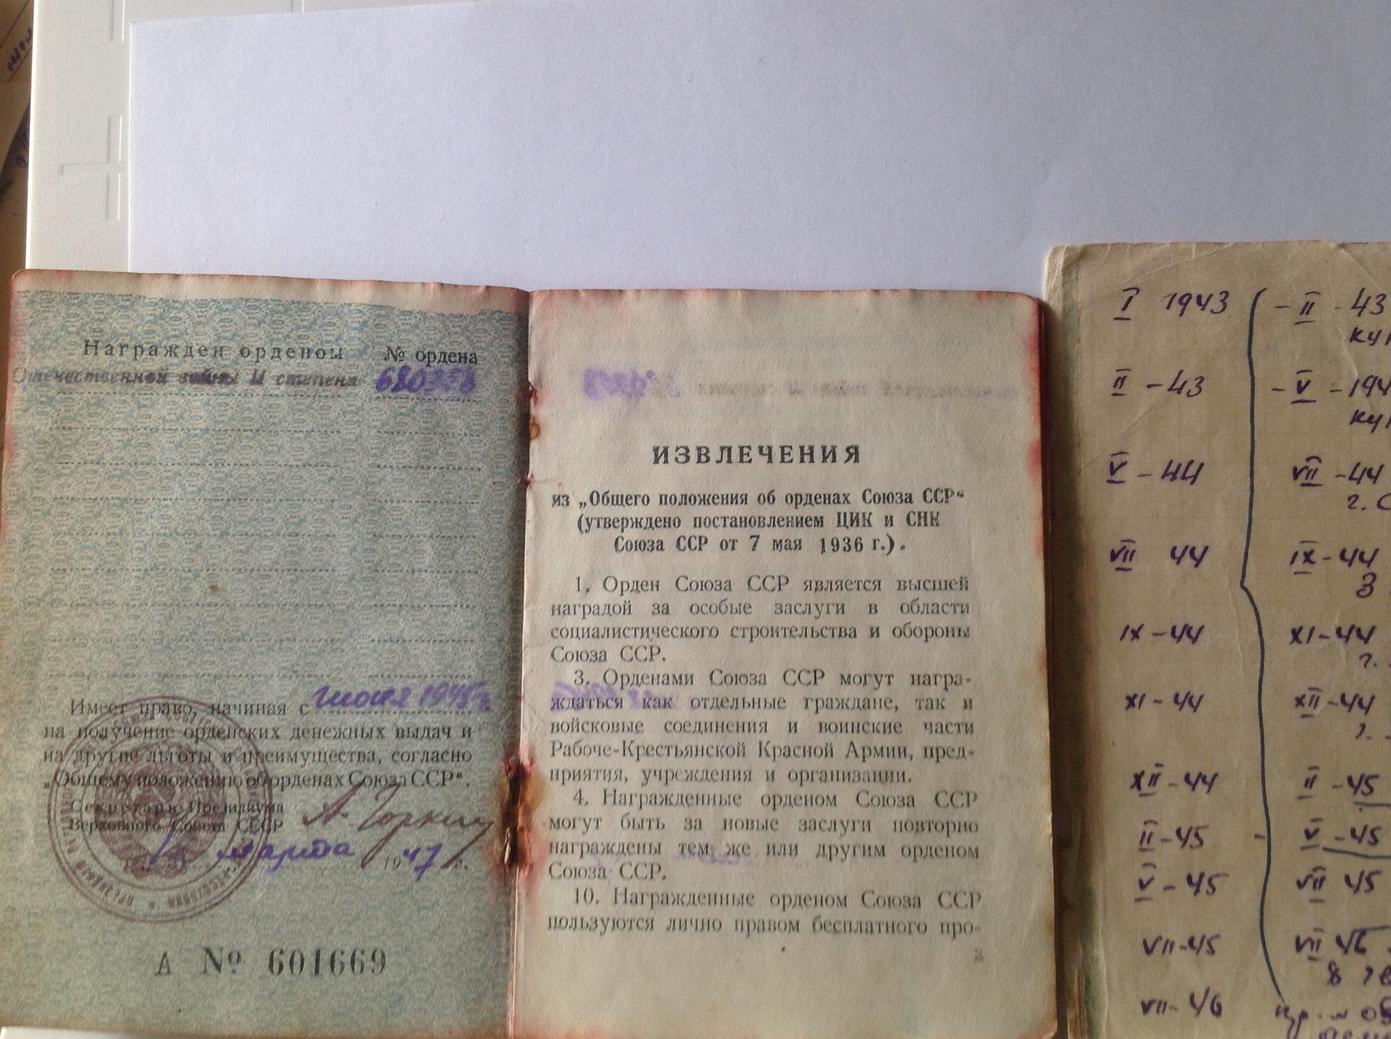 Награжден орденом № ордена
Отечественной войны II степени
Имеет право, начиная с июня 1945 г.
на получение орденских денежных выдач и
на другие льготы и преимущества, согласно
„Общему положению об орденах Союза ССР“.
Секретарь Президиума
Верховного Совета СССР А. Горкин
марта 1947 г.
А № 601669
ИЗВЛЕЧЕНИЯ
из „Общего положения об орденах Союза ССР“
(утверждено постановлением ЦИК и СНК
Союза ССР от 7 мая 1936 г.).
1. Орден Союза ССР является высшей
наградой за особые заслуги в области
социалистического строительства и обороны
Союза ССР.
3. Орденами Союза ССР могут награ-
ждаться как отдельные граждане, так и
войсковые соединения и воинские части
Рабоче-Крестьянской Красной Армии, пред-
приятия, учреждения и организации.
4. Награжденные орденом Союза ССР
могут быть за новые заслуги повторно
награждены тем же или другим орденом
Союза ССР.
10. Награжденные орденом Союза ССР
пользуются лично правом бесплатного про-
2
I 1943 - II - 43
II - 43 - V - 194
V - 44 VII - 44
VII 44 IX - 44
З
IX - 44 XI - 44
XI - 44 XII - 44
XII - 44 II - 45
II - 45 - V - 45
V - 45 VII 45
VII - 45 VII 46
VII - 46